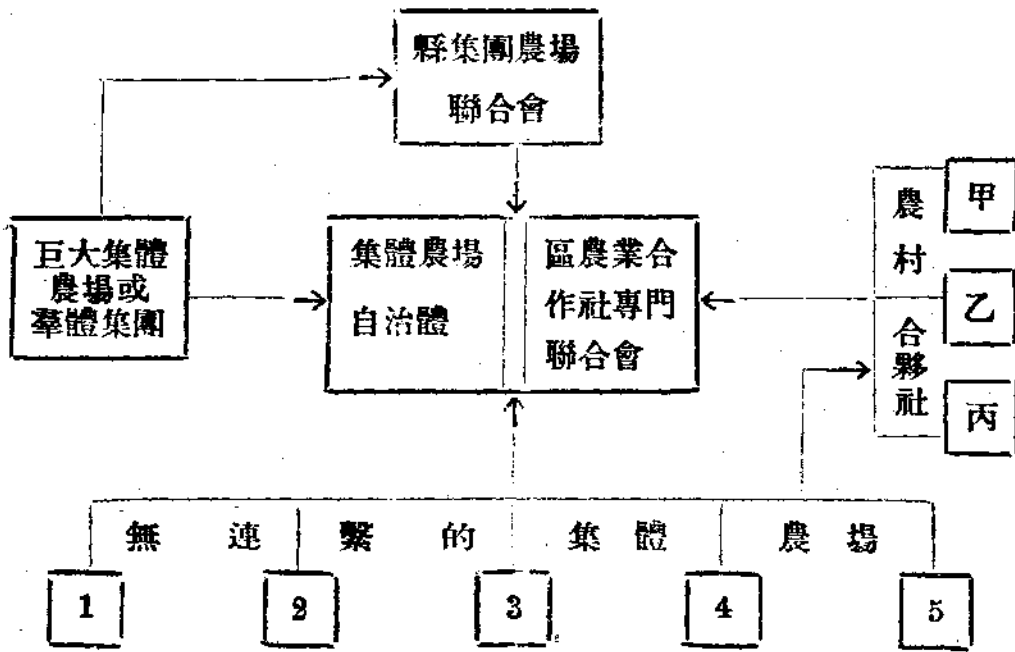 縣集團農場
聯合會
巨大集體
農場或
羣體集團
集體農場
自治體
區農業合
作社專門
聯合會
農村
合夥社
甲
乙
丙
無連繫的集體農場
1
2
3
4
5